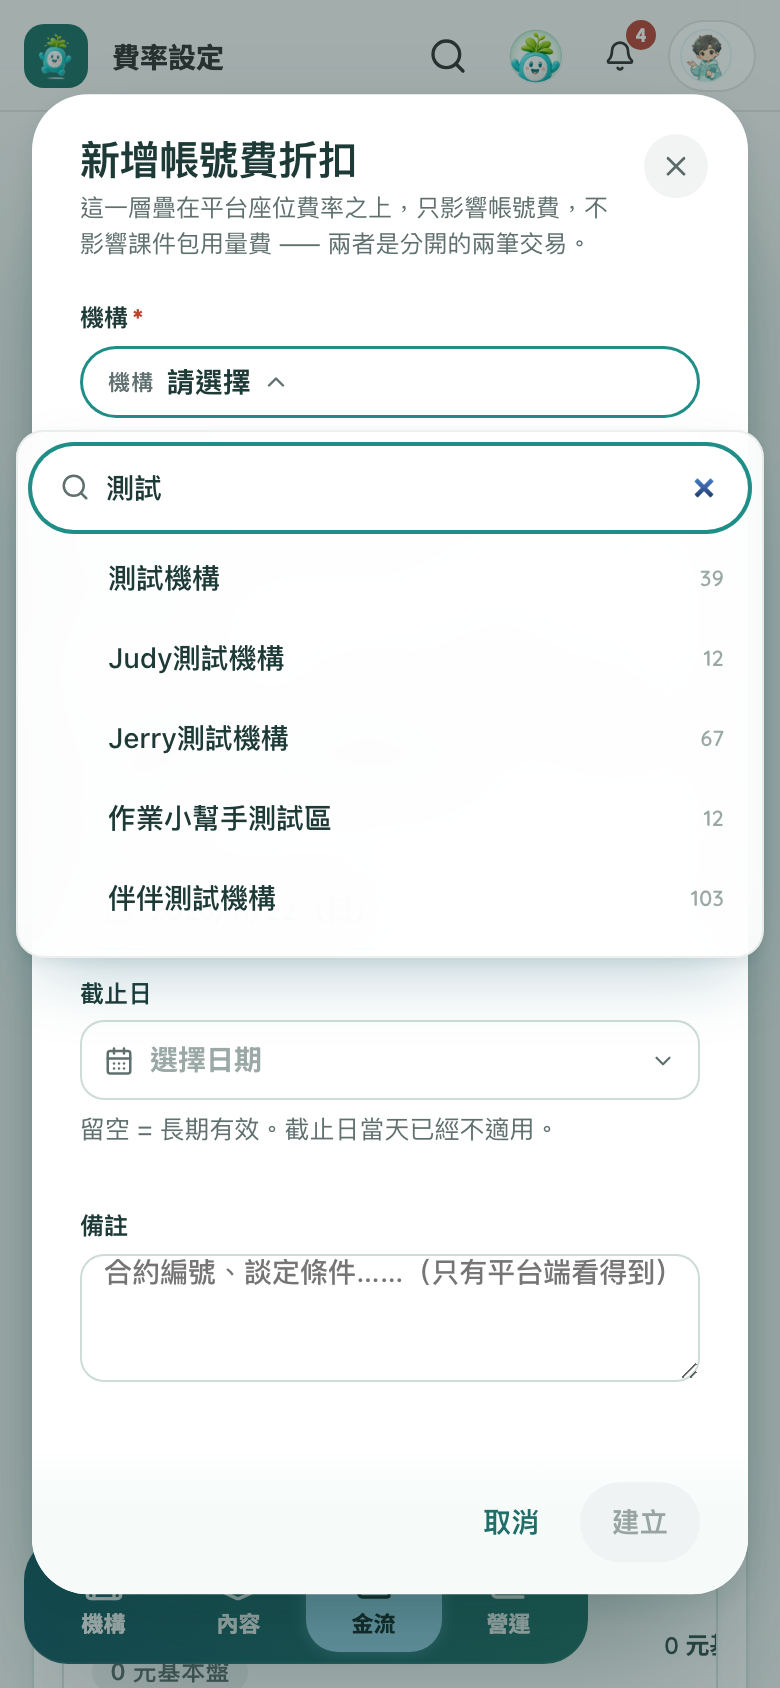 費率設定
4
新增帳號費折扣
這一層疊在平台座位費率之上，只影響帳號費，不
影響課件包用量費 —— 兩者是分開的兩筆交易。
機構 *
機構 請選擇
測試
測試機構 39
Judy測試機構 12
Jerry測試機構 67
作業小幫手測試區 12
伴伴測試機構 103
截止日
選擇日期
留空 = 長期有效。截止日當天已經不適用。
備註
合約編號、談定條件……（只有平台端看得到）
取消 建立
機構 內容 金流 營運
0 元
0 元基本盤